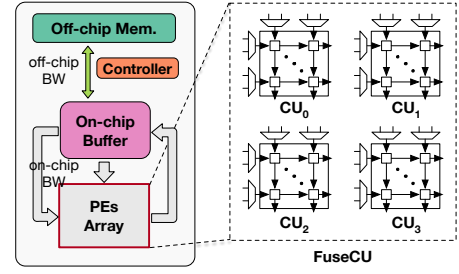 Off-chip Mem.
off-chip
BW
Controller
On-chip
Buffer
on-chip
BW
PEs
Array
CU0
CU1
CU2
CU3
FuseCU